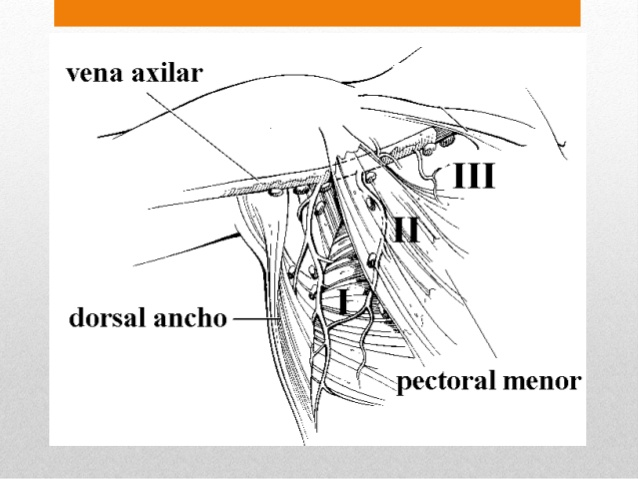 vena axilar
III
II
I
dorsal ancho
pectoral menor